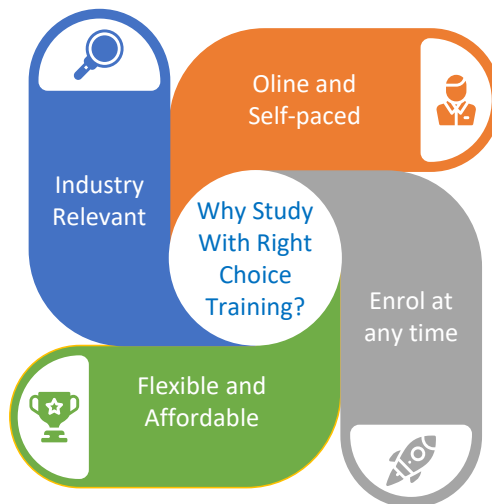 Oline and
Self-paced
Industry
Relevant
Why Study
With Right
Choice
Training?
Enrol at
any time
Flexible and
Affordable